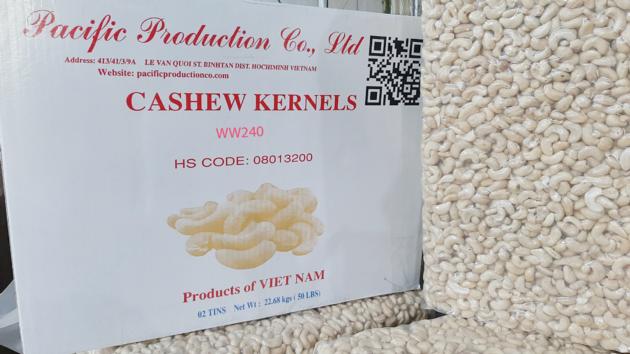 Pacific Production Co., Ltd
Address: 413/41/3/9A LE VAN QUOI ST. BINHTAN DIST. HOCHIMINH VIETNAM
Website: pacificproductionco.com
CASHEW KERNELS
WW240
HS CODE: 08013200
Products of VIET NAM
02 TINS Net Wt : 22.68 kgs ( 50 LBS)